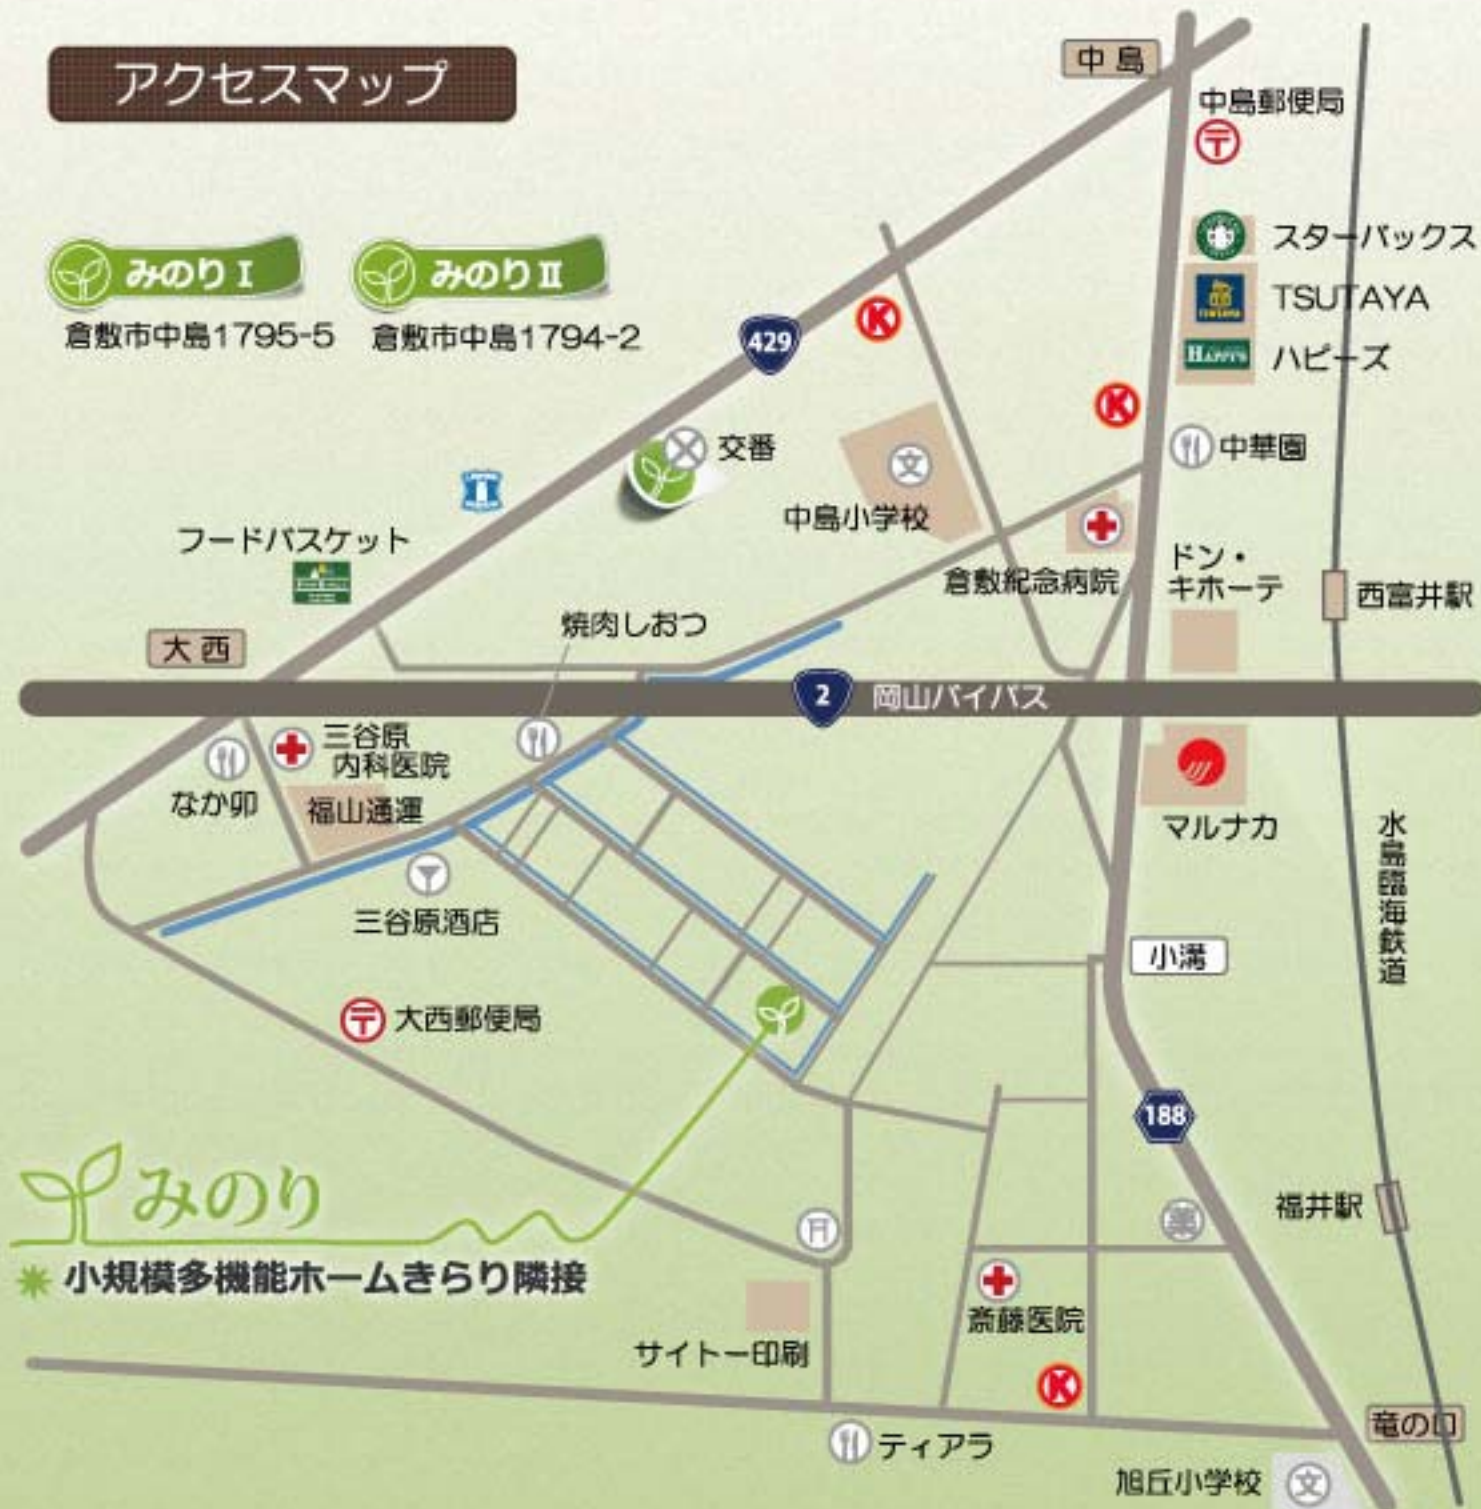 アクセスマップ
中島
中島郵便局
みのりⅠ
みのりⅡ
倉敷市中島1795-5
倉敷市中島1794-2
スターバックス
TSUTAYA
HAPPY'S
ハピーズ
429
K
K
交番
文
中華園
中島小学校
フードバスケット
倉敷紀念病院
ドン・
キホーテ
西富井駅
焼肉しおつ
大西
2
岡山バイパス
三谷原
内科医院
なか卯
福山通運
マルナカ
三谷原酒店
水島臨海鉄道
小溝
大西郵便局
188
みのり
薬
福井駅
小規模多機能ホームきらり隣接
斎藤医院
サイトー印刷
K
竜の口
ティアラ
旭丘小学校
文